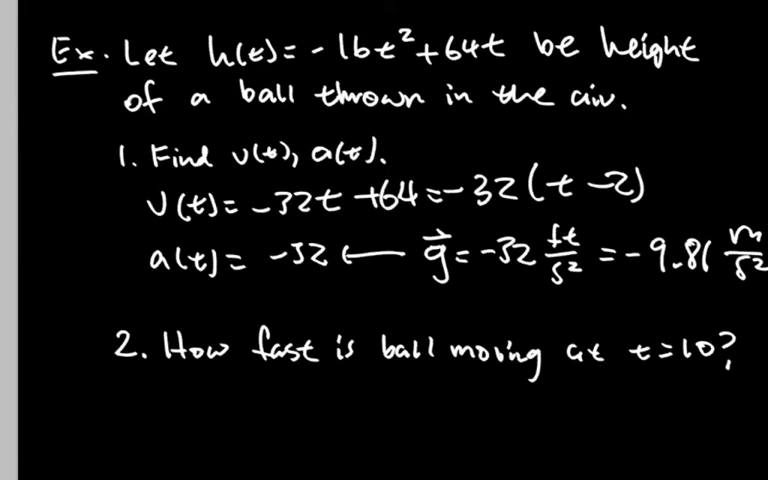 Ex. Let h(t) = -16t² + 64t be height
of a ball thrown in the air.
1. Find v(t), a(t).
v(t) = -32t + 64 = -32(t - 2)
a(t) = -32 ← g⃗ = -32 ft/s² = -9.81 m/s²
2. How fast is ball moving at t = 10?